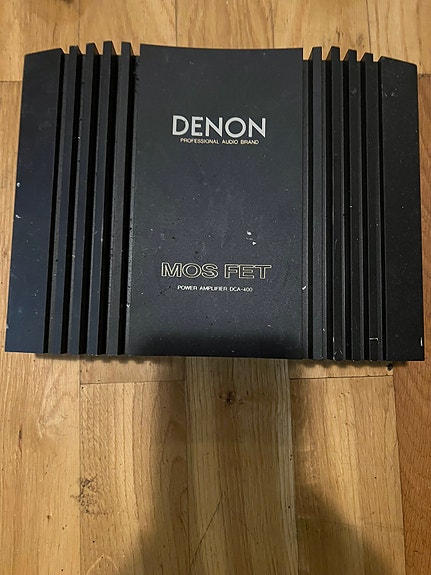 DENON
PROFESSIONAL AUDIO BRAND
MOS FET
POWER AMPLIFIER DCA-400